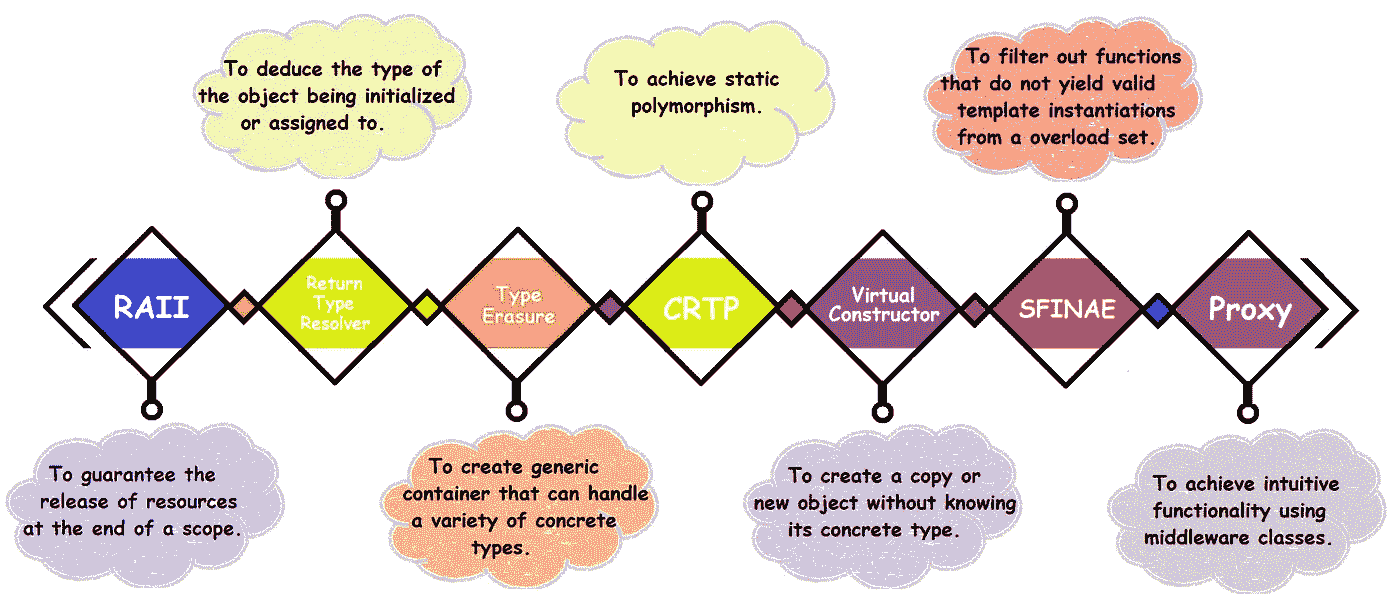 To deduce the type of
the object being initialized
or assigned to.
To achieve static
polymorphism.
To filter out functions
that do not yield valid
template instantiations
from a overload set.
RAII
Return
Type
Resolver
Type
Erasure
CRTP
Virtual
Constructor
SFINAE
Proxy
To guarantee the
release of resources
at the end of a scope.
To create generic
container that can handle
a variety of concrete
types.
To create a copy or
new object without knowing
its concrete type.
To achieve intuitive
functionality using
middleware classes.